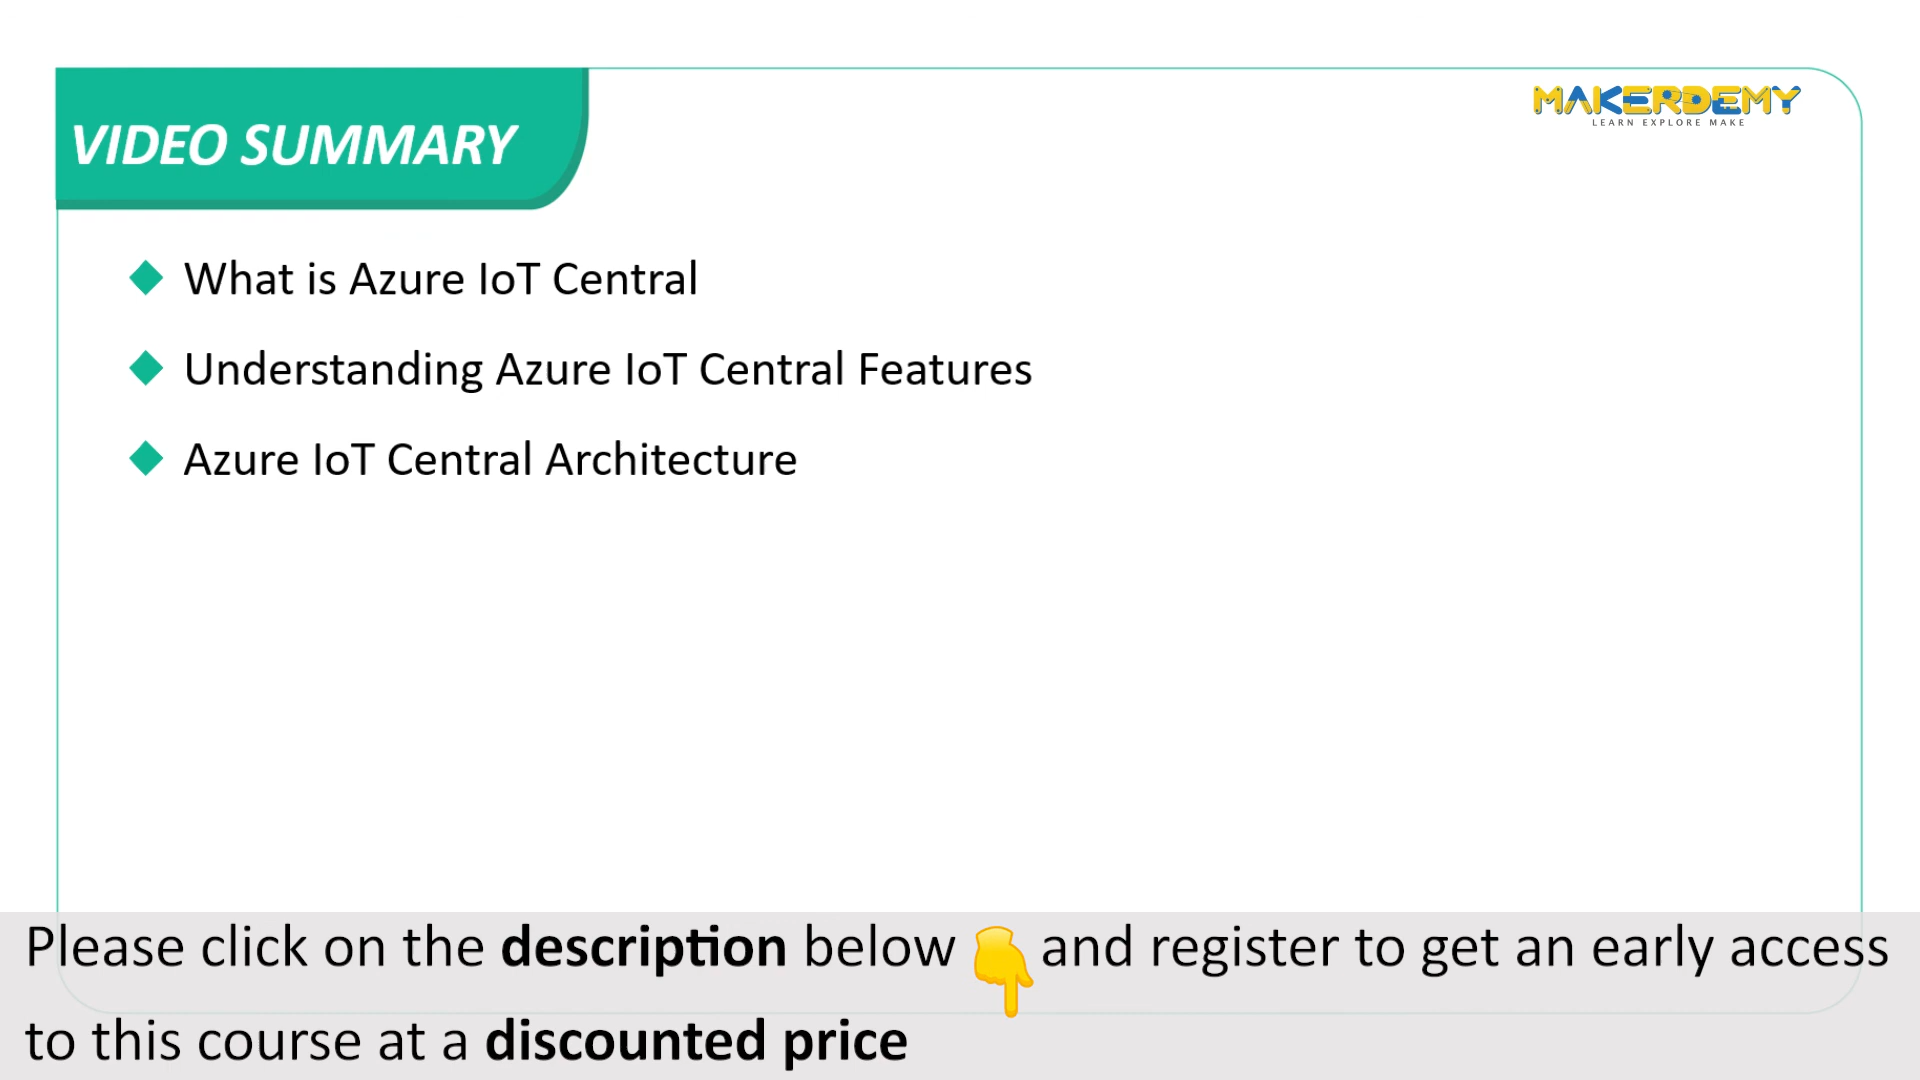 VIDEO SUMMARY
MAKERDEMY
LEARN EXPLORE MAKE
What is Azure IoT Central
Understanding Azure IoT Central Features
Azure IoT Central Architecture
Please click on the description below 👇 and register to get an early access
to this course at a discounted price